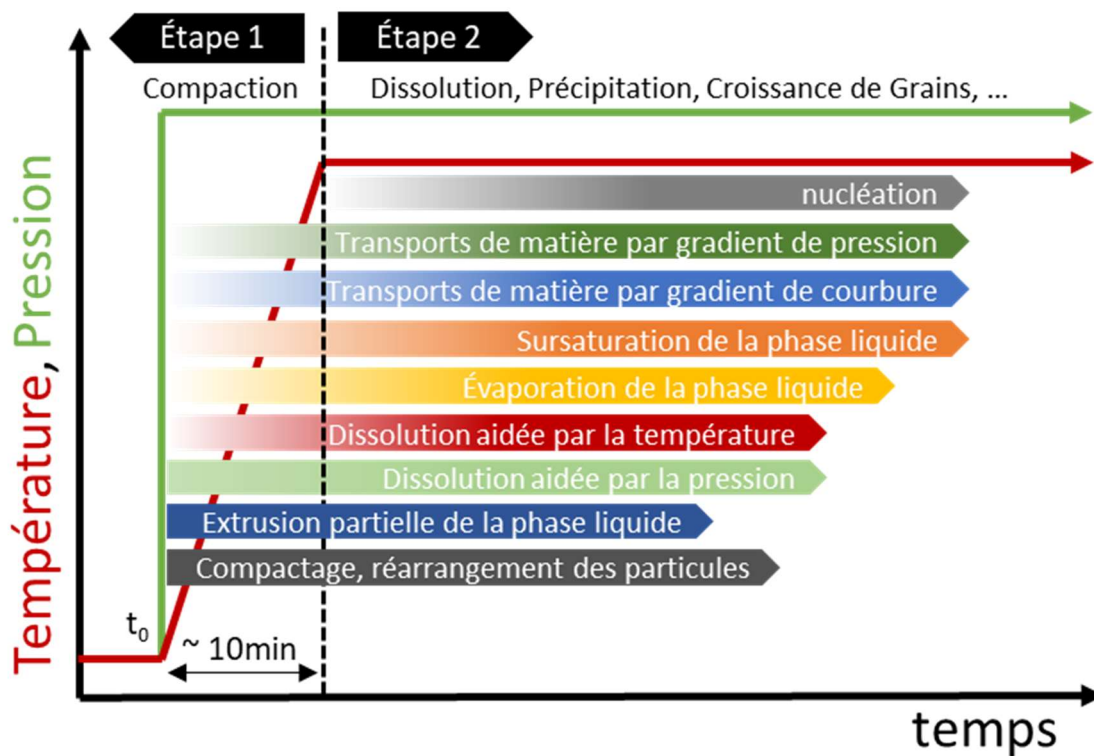 Étape 1
Étape 2
Compaction
Dissolution, Précipitation, Croissance de Grains, ...
Température, Pression
nucléation
Transports de matière par gradient de pression
Transports de matière par gradient de courbure
Sursaturation de la phase liquide
Évaporation de la phase liquide
Dissolution aidée par la température
Dissolution aidée par la pression
Extrusion partielle de la phase liquide
Compactage, réarrangement des particules
t₀
~ 10min
temps